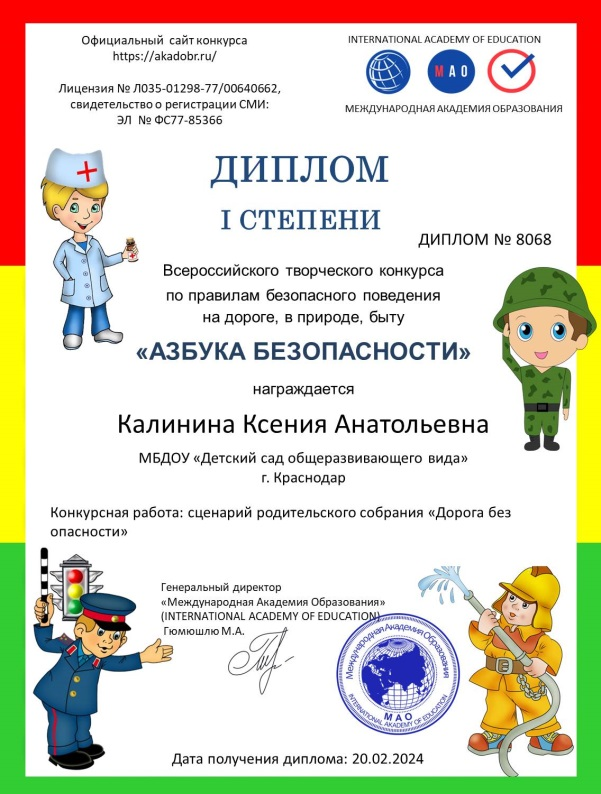 Официальный сайт конкурса
https://akadobr.ru/
Лицензия № Л035-01298-77/00640662,
свидетельство о регистрации СМИ:
ЭЛ № ФС77-85366
INTERNATIONAL ACADEMY OF EDUCATION
МАО
МЕЖДУНАРОДНАЯ АКАДЕМИЯ ОБРАЗОВАНИЯ
ДИПЛОМ
I СТЕПЕНИ
ДИПЛОМ № 8068
Всероссийского творческого конкурса
по правилам безопасного поведения
на дороге, в природе, быту
«АЗБУКА БЕЗОПАСНОСТИ»
награждается
Калинина Ксения Анатольевна
МБДОУ «Детский сад общеразвивающего вида»
г. Краснодар
Конкурсная работа: сценарий родительского собрания «Дорога без
опасности»
Генеральный директор
«Международная Академия Образования»
(INTERNATIONAL ACADEMY OF EDUCATION)
Гюмюшлю М.А.
Международная Академия Образования
МАО
INTERNATIONAL ACADEMY OF EDUCATION
Дата получения диплома: 20.02.2024